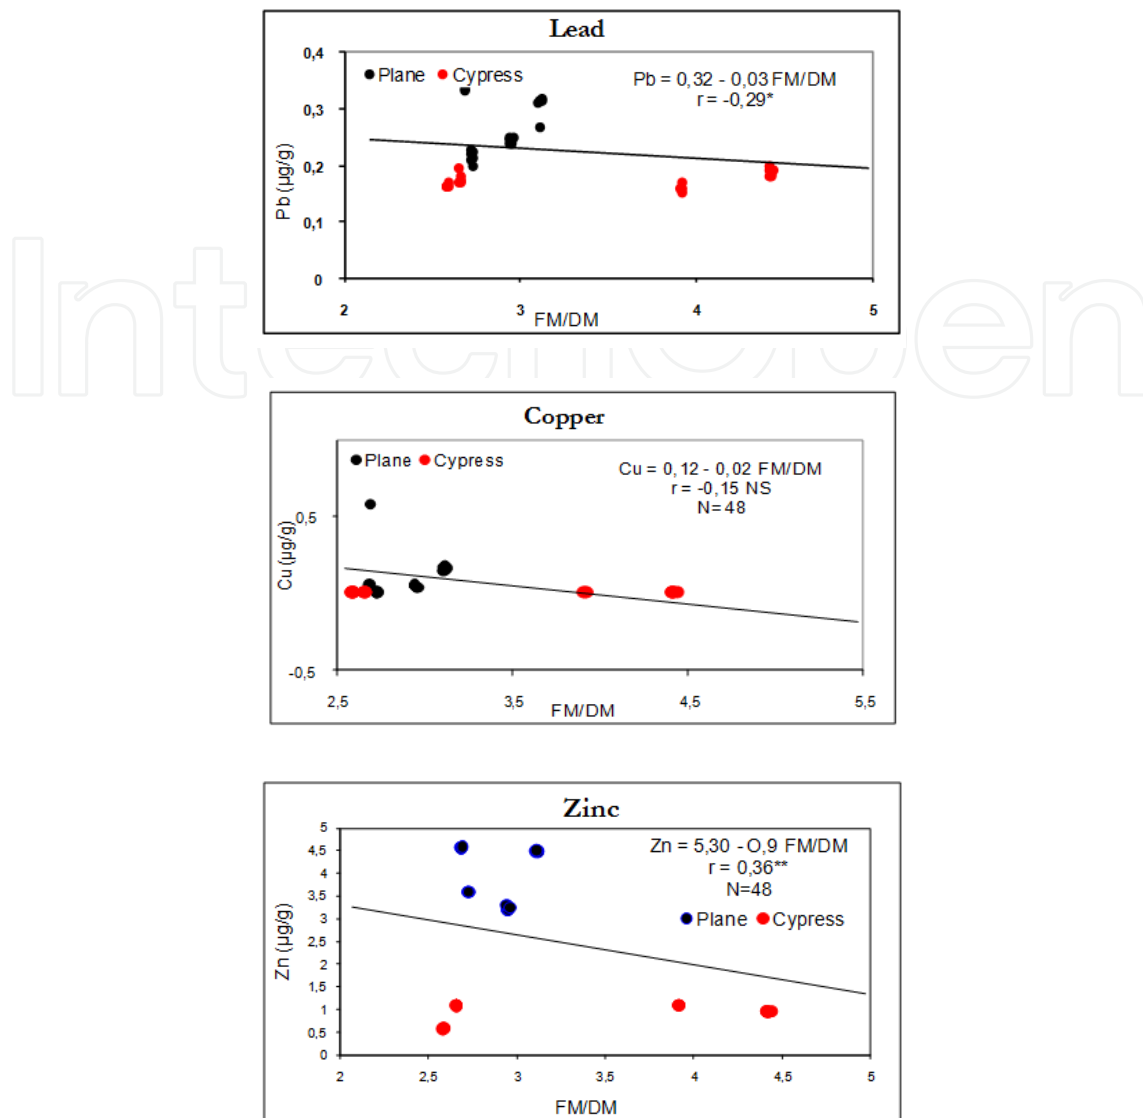 Lead
0,4
Plane Cypress
Pb = 0,32 - 0,03 FM/DM
r = -0,29*
0,3
0,2
0,1
0
Pb (µg/g)
2 3 4 5
FM/DM
IntechOpen
Copper
Plane Cypress
Cu = 0,12 - 0,02 FM/DM
r = -0,15 NS
N= 48
0,5
Cu (µg/g)
-0,5
2,5 3,5 4,5 5,5
FM/DM
Zinc
5
4,5
4
3,5
3
2,5
2
1,5
1
0,5
0
Zn (µg/g)
Zn = 5,30 - O,9 FM/DM
r = 0,36**
N=48
Plane Cypress
2 2,5 3 3,5 4 4,5 5
FM/DM